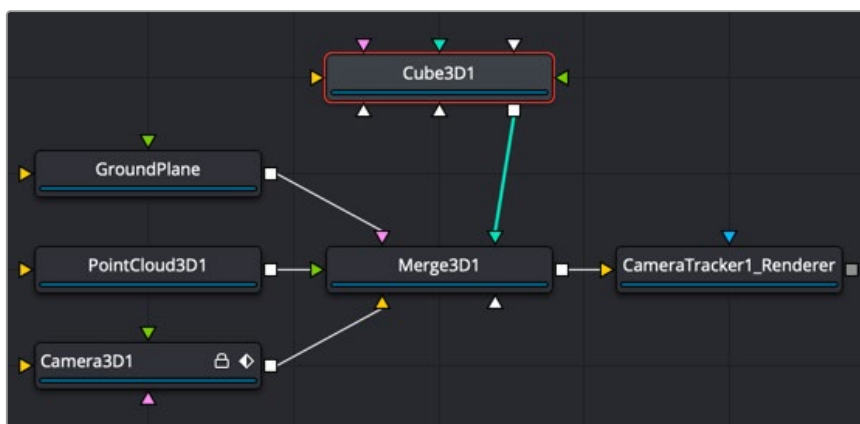 Cube3D1
GroundPlane
PointCloud3D1
Merge3D1
CameraTracker1_Renderer
Camera3D1